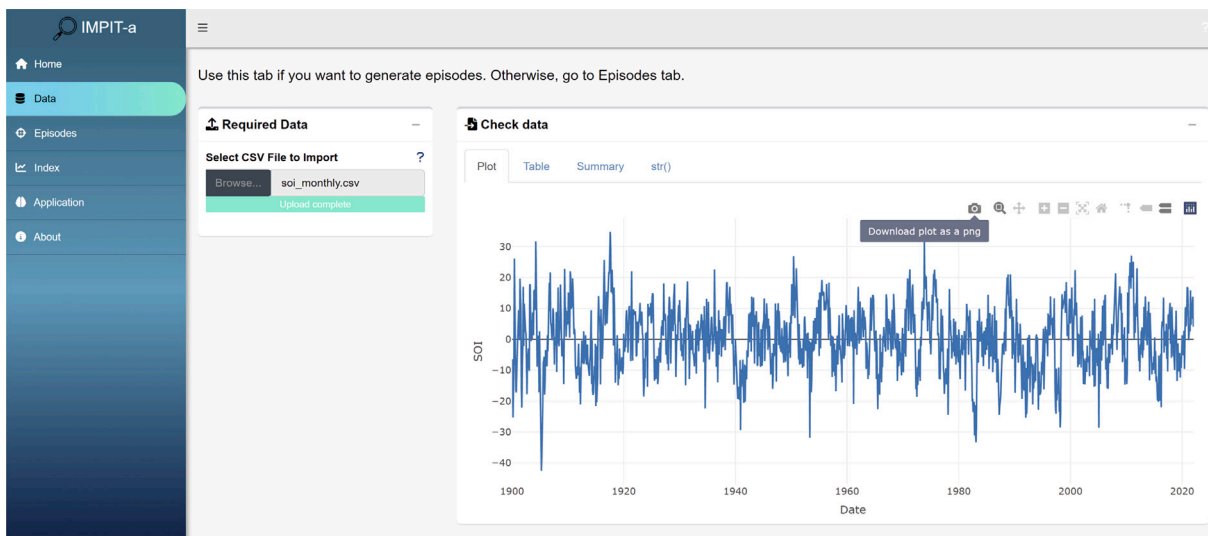 IMPIT-a
Home
Data
Episodes
Index
Application
About
?
Use this tab if you want to generate episodes. Otherwise, go to Episodes tab.
Required Data
Select CSV File to Import ?
Browse... soi_monthly.csv
Upload complete
Check data
Plot Table Summary str()
Download plot as a png
30
20
10
0
−10
−20
−30
−40
SOI
1900 1920 1940 1960 1980 2000 2020
Date